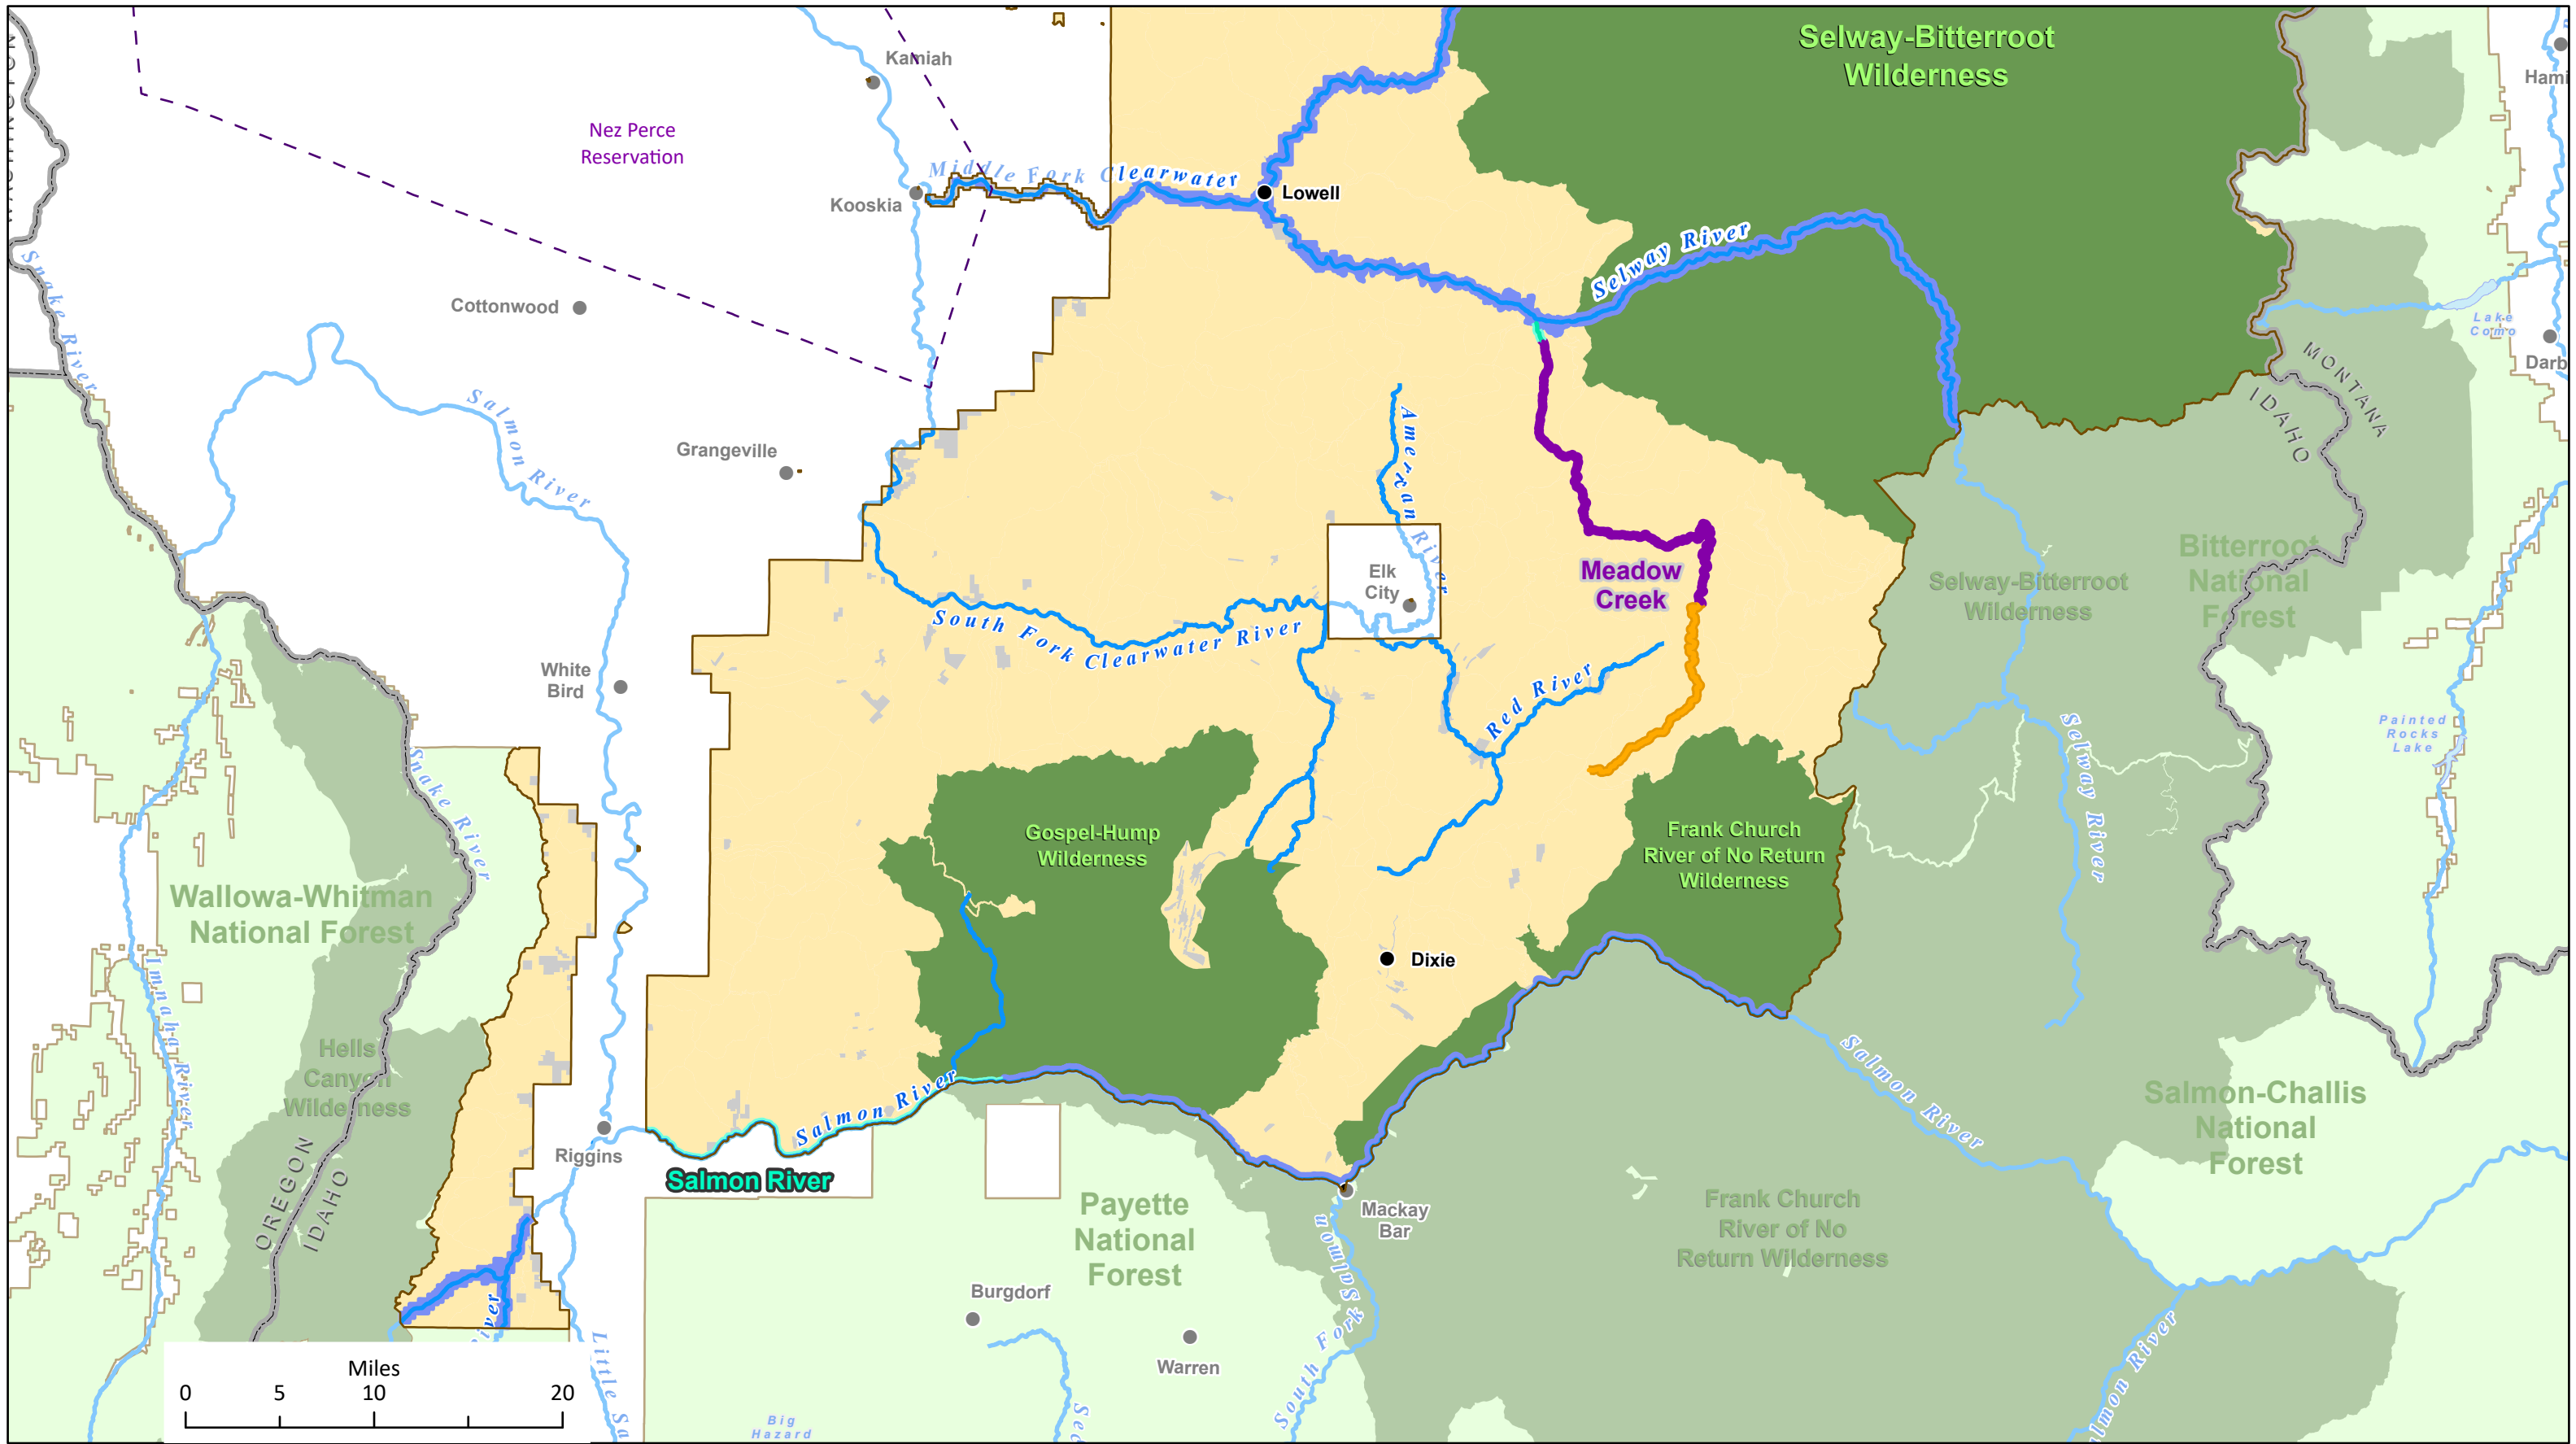 Selway-Bitterroot
Wilderness
Kamiah
Nez Perce
Reservation
Middle Fork Clearwater
Kooskia
Lowell
Selway River
Snake River
Cottonwood
Lake
Como
MONTANA
IDAHO
Salmon River
Grangeville
American River
Elk
City
Meadow
Creek
Selway-Bitterroot
Wilderness
Bitterroot
National
Forest
South Fork Clearwater River
White
Bird
Red River
Selway River
Painted
Rocks
Lake
Snake River
Gospel-Hump
Wilderness
Frank Church
River of No Return
Wilderness
Wallowa-Whitman
National Forest
Dixie
Imnaha River
Hells
Canyon
Wilderness
Salmon River
Salmon River
Salmon-Challis
National
Forest
OREGON
IDAHO
Riggins
Salmon River
Payette
National
Forest
Mackay
Bar
Frank Church
River of No
Return Wilderness
South Fork Salmon
Burgdorf
Warren
Miles
0 5 10 20
Big
Hazard